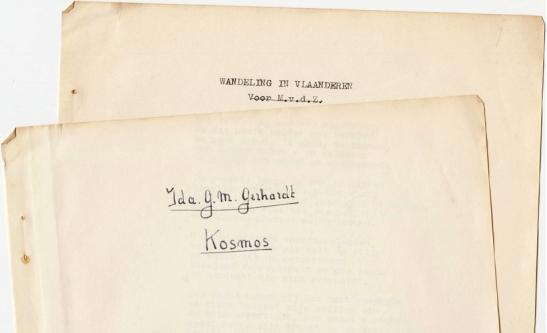 WANDELING IN VLAANDEREN
Voor M.v.d.Z.
Ida. G.M. Gerhardt
Kosmos